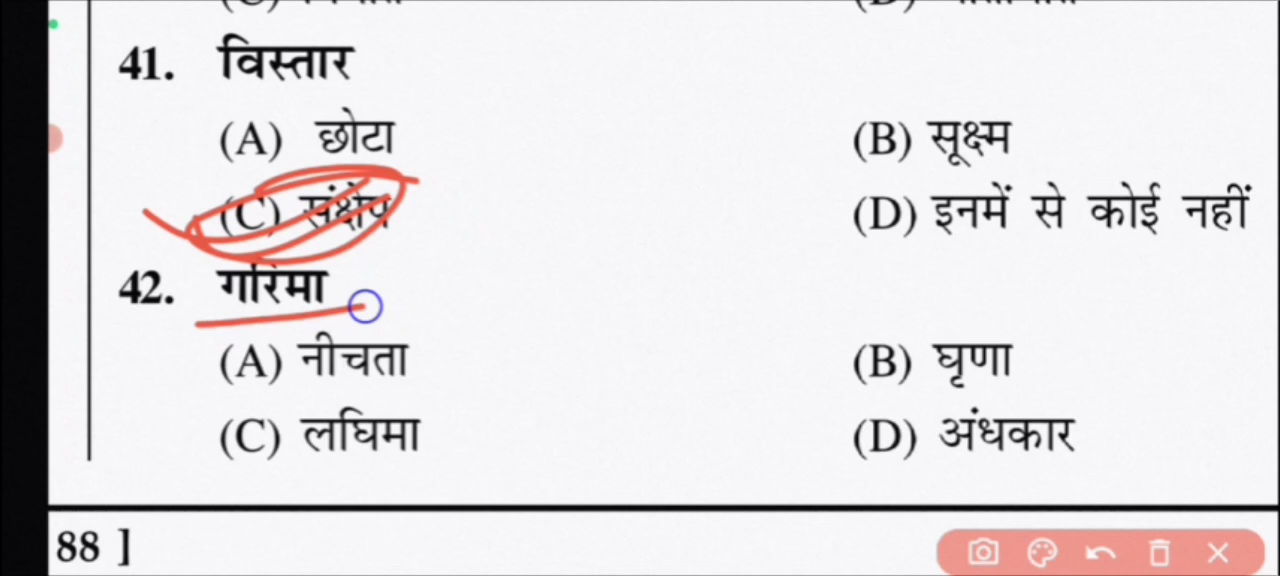 41. विस्तार
(A) छोटा (B) सूक्ष्म
(C) संक्षेप (D) इनमें से कोई नहीं
42. गरिमा
(A) नीचता (B) घृणा
(C) लघिमा (D) अंधकार
88 ]